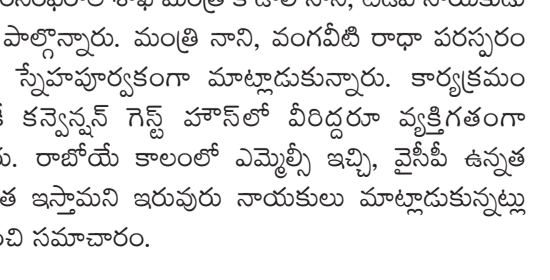 శాఖ మంత్రి కొడాలి నాని, టిడిపి నాయకుడు
పాల్గొన్నారు. మంత్రి నాని, వంగవీటి రాధా పరస్పరం
స్నేహపూర్వకంగా మాట్లాడుకున్నారు. కార్యక్రమం
కన్వెన్షన్ గెస్ట్ హౌస్‌లో వీరిద్దరూ వ్యక్తిగతంగా
రాబోయే కాలంలో ఎమ్మెల్సీ ఇచ్చి, వైసీపీ ఉన్నత
ఇస్తామని ఇరువురు నాయకులు మాట్లాడుకున్నట్లు
సమాచారం.